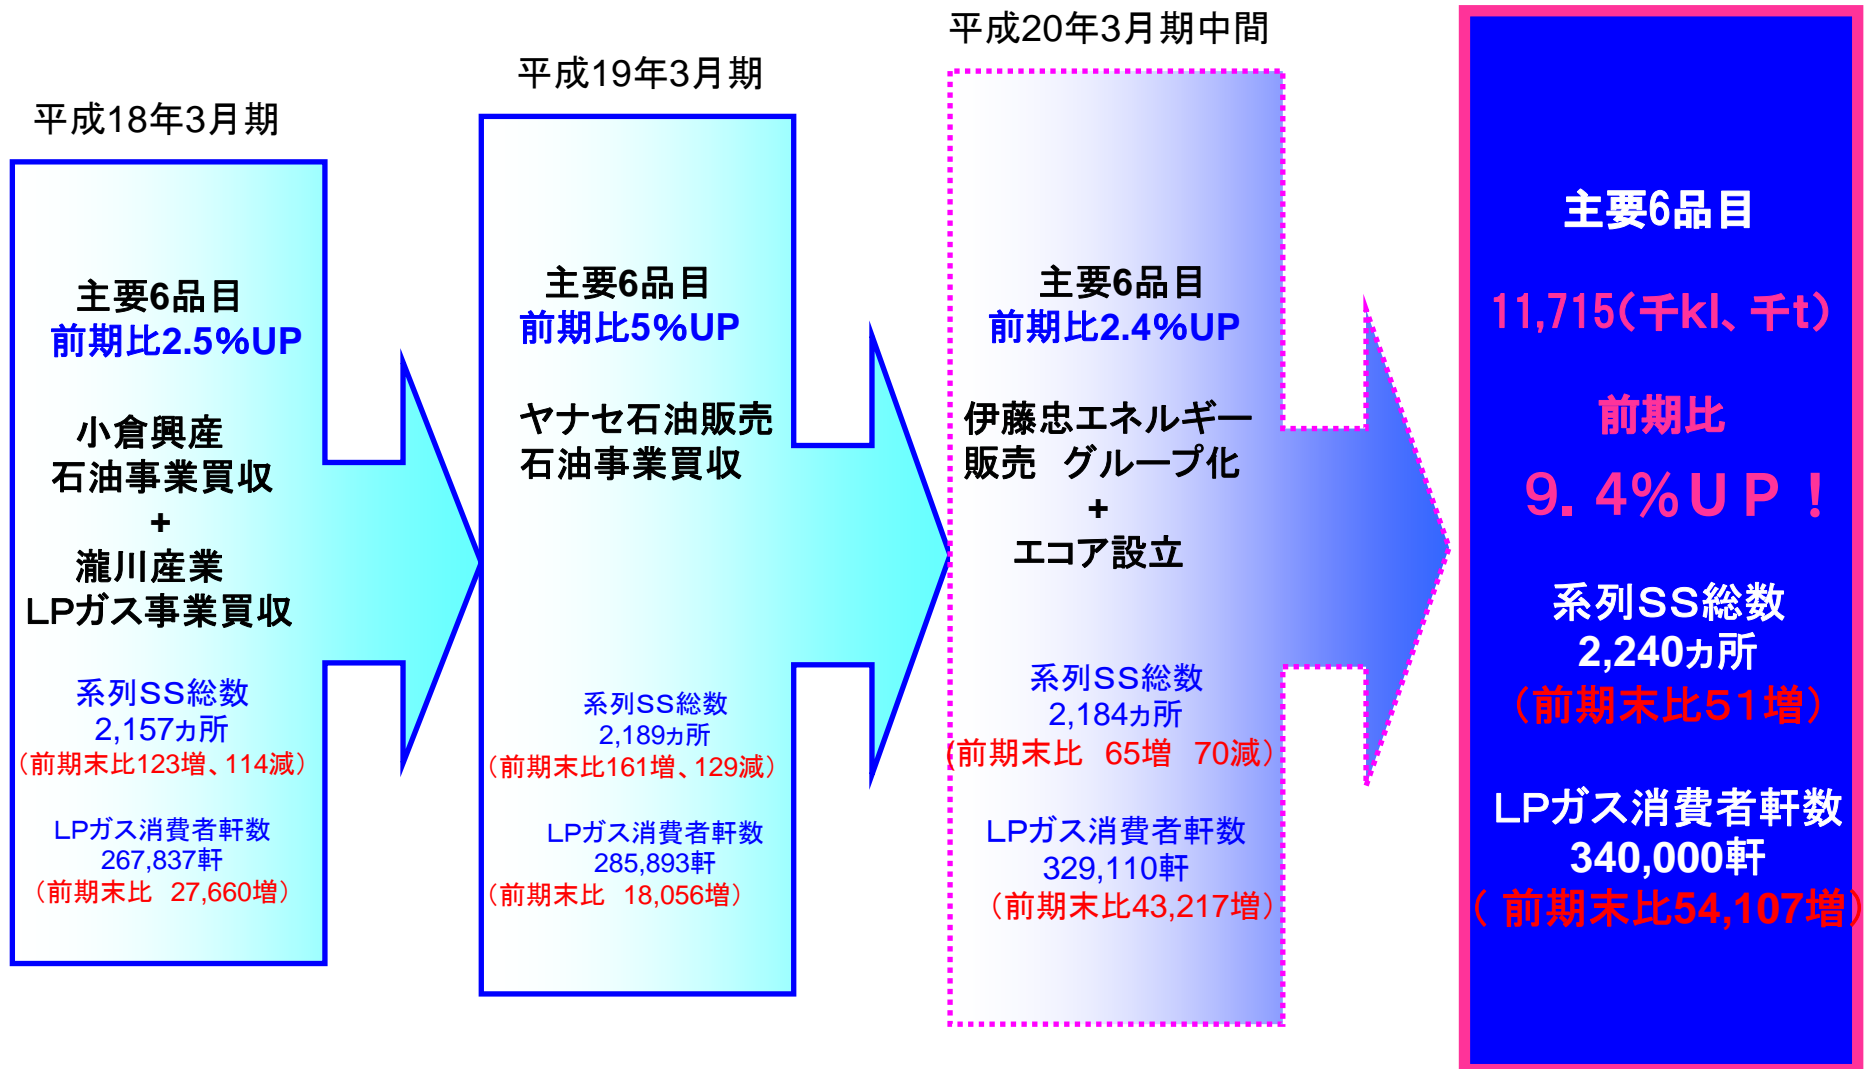 平成18年3月期
主要6品目
前期比2.5%UP
小倉興産
石油事業買収
+
瀧川産業
LPガス事業買収
系列SS総数
2,157ヵ所
(前期末比123増、114減)
LPガス消費者軒数
267,837軒
(前期末比 27,660増)
平成19年3月期
主要6品目
前期比5%UP
ヤナセ石油販売
石油事業買収
系列SS総数
2,189ヵ所
(前期末比161増、129減)
LPガス消費者軒数
285,893軒
(前期末比 18,056増)
平成20年3月期中間
主要6品目
前期比2.4%UP
伊藤忠エネルギー
販売 グループ化
+
エコア設立
系列SS総数
2,184ヵ所
(前期末比 65増 70減)
LPガス消費者軒数
329,110軒
(前期末比43,217増)
主要6品目
11,715(千kl、千t)
前期比
9.4%UP!
系列SS総数
2,240ヵ所
(前期末比51増)
LPガス消費者軒数
340,000軒
( 前期末比54,107増)